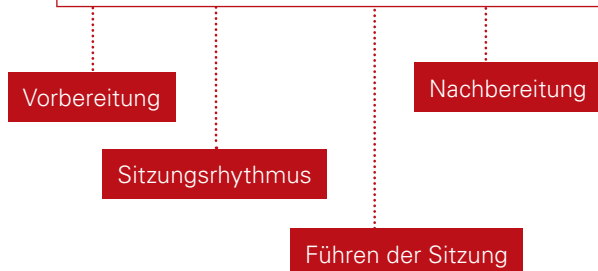 Vorbereitung
Sitzungsrhythmus
Führen der Sitzung
Nachbereitung